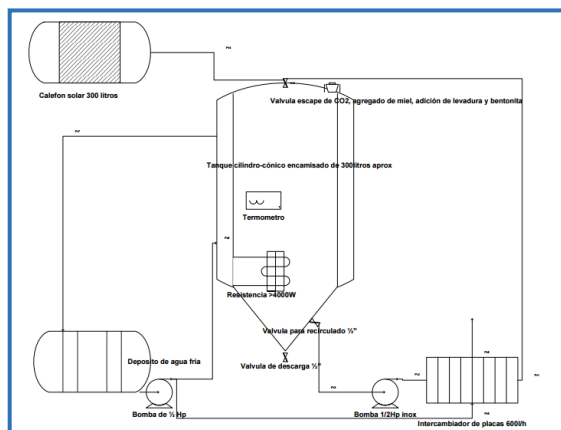 Calefon solar 300 litros
Valvula escape de CO2, agregado de miel, adición de levadura y bentonita
Tanque cilindro-cónico encamisado de 300litros aprox
Termometro
Resistencia >4000W
Valvula para recirculado ½"
Deposito de agua fria
Valvula de descarga ½"
Bomba de ½ Hp
Bomba 1/2Hp inox
Intercambiador de placas 600l/h